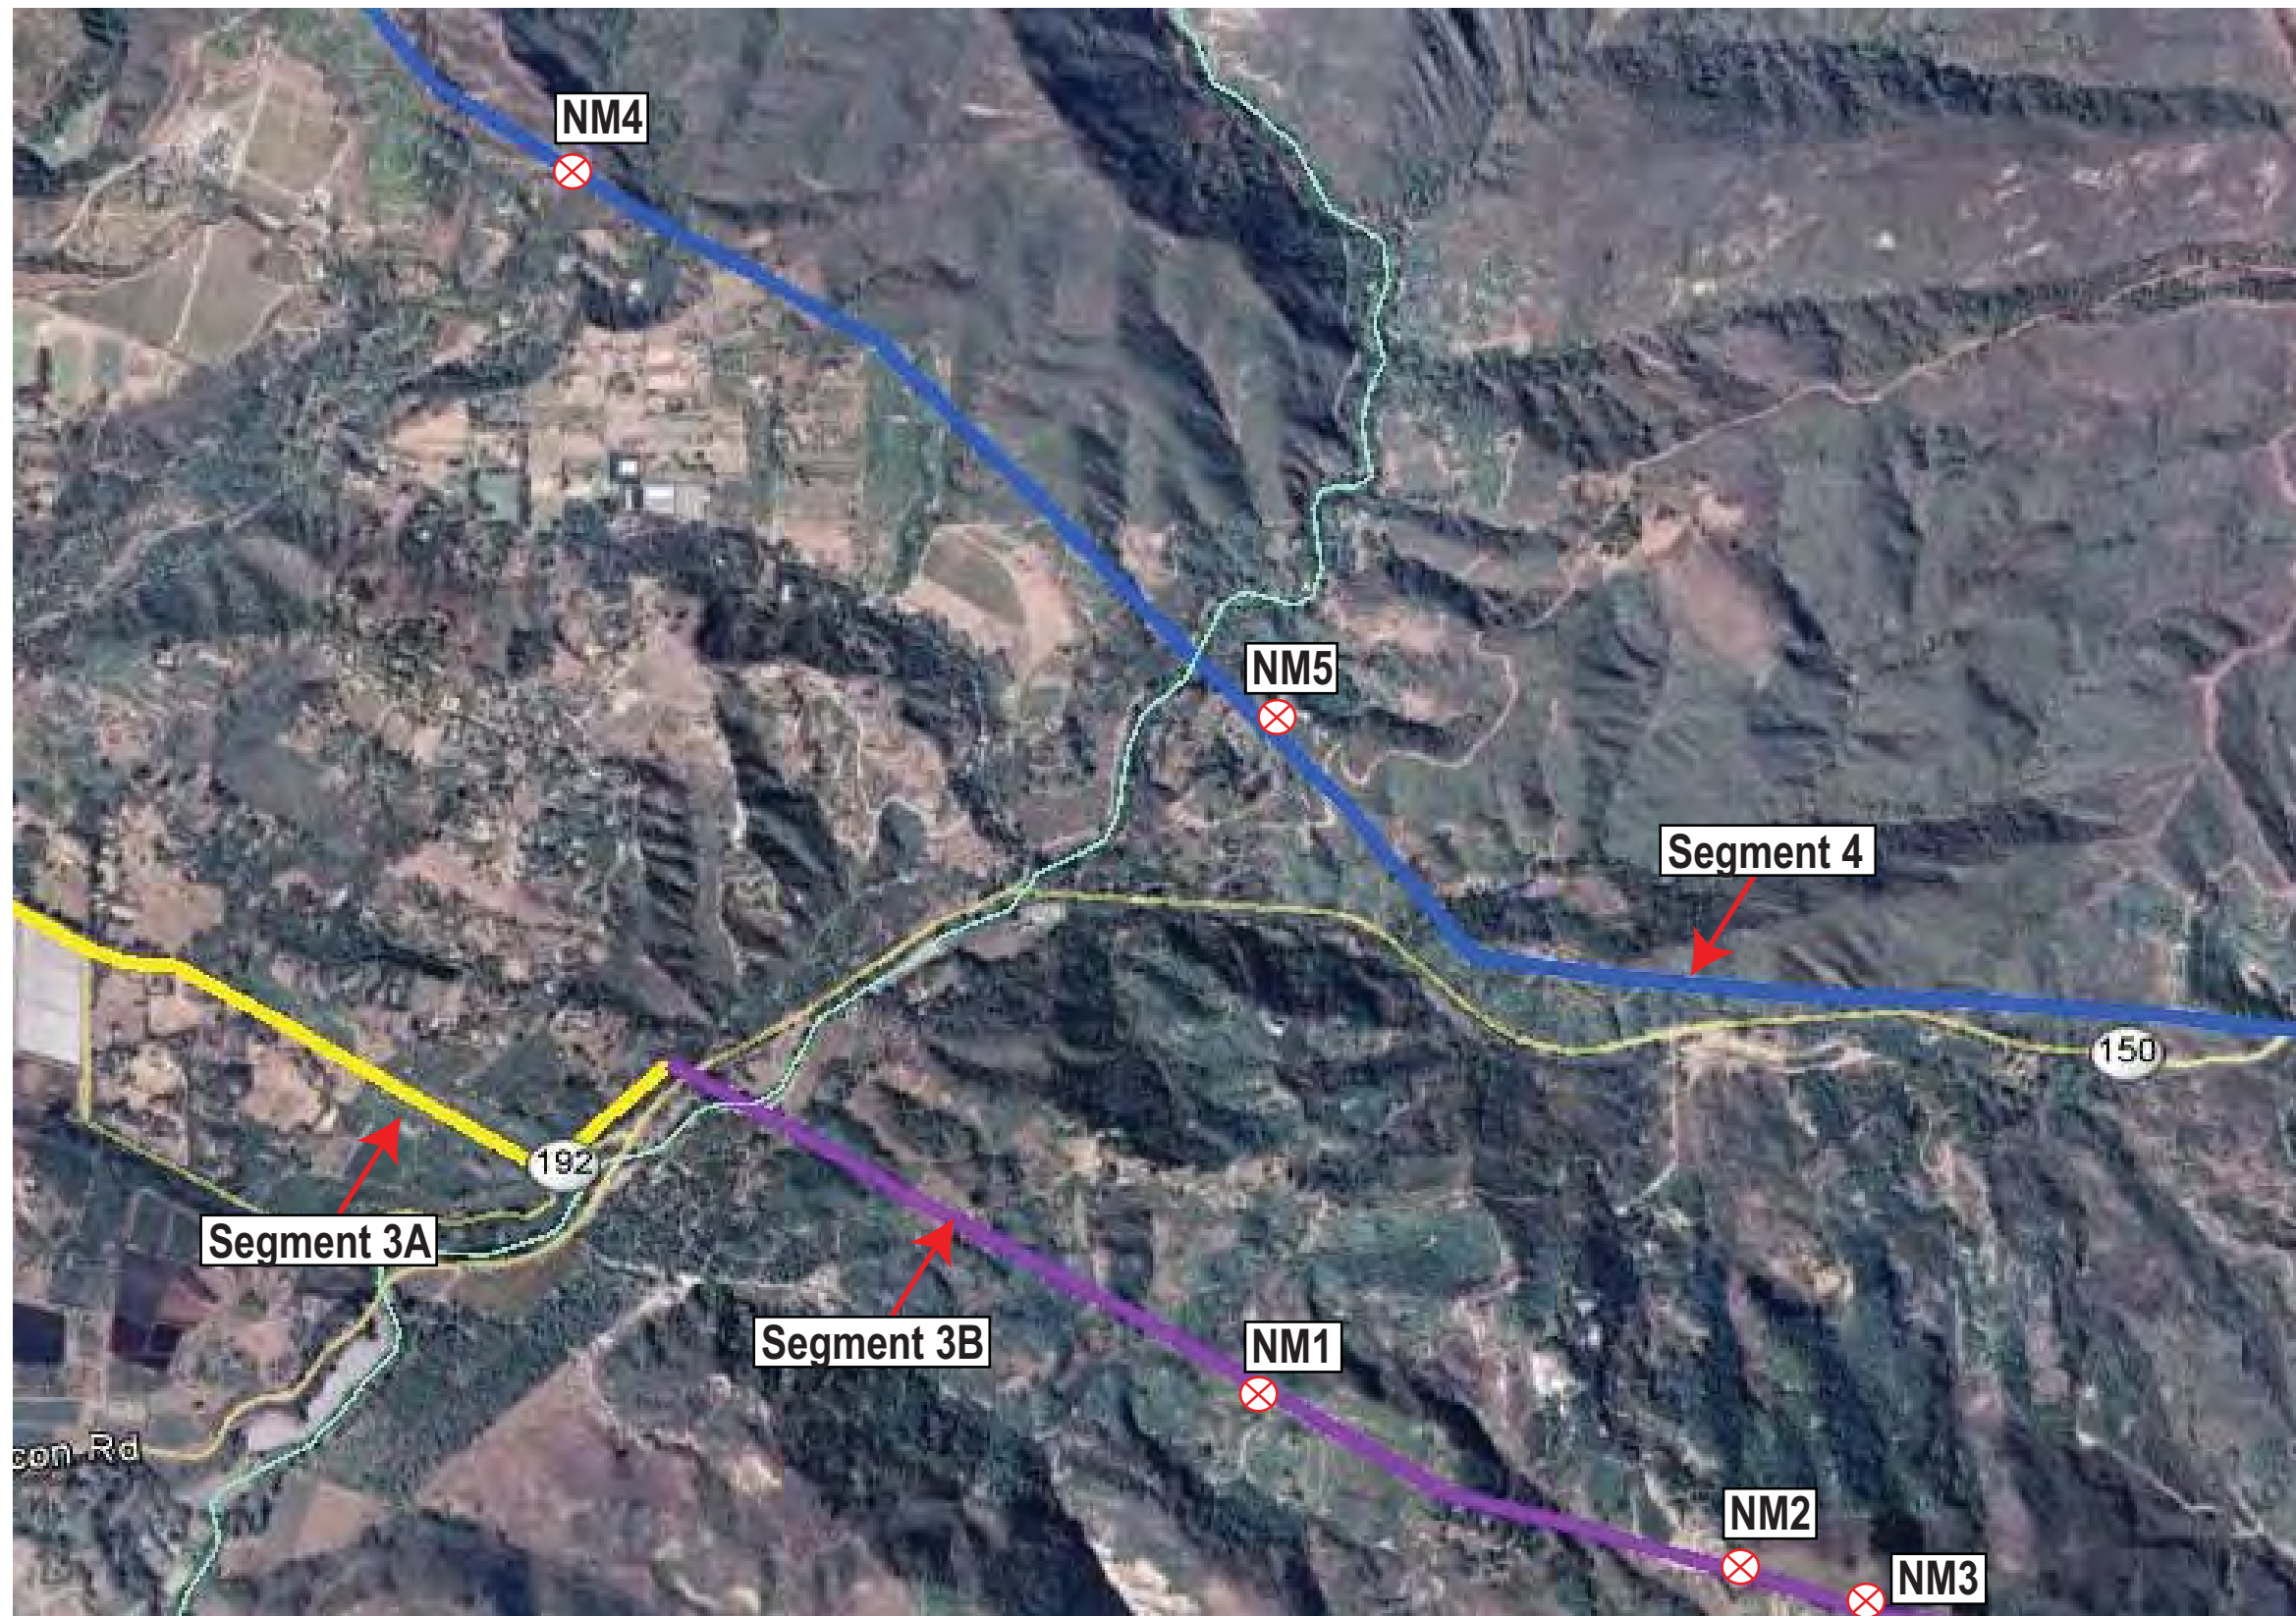 NM4
NM5
Segment 4
150
192
Segment 3A
Segment 3B
NM1
con Rd
NM2
NM3